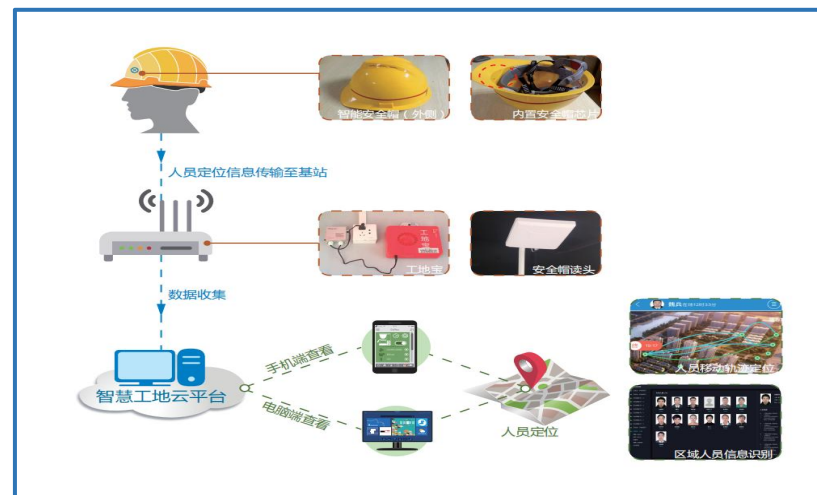 智能安全帽（外侧）
内置安全帽芯片
人员定位信息传输至基站
工地宝
工地宝
安全帽读头
数据收集
手机端查看
电脑端查看
智慧工地云平台
人员定位
人员移动轨迹定位
区域人员信息识别